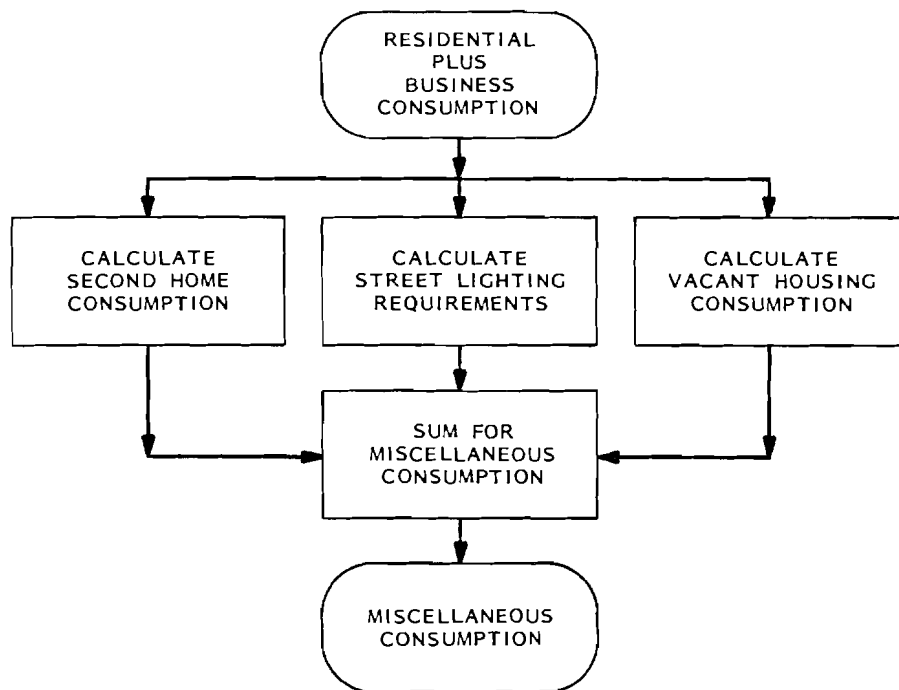 RESIDENTIAL
PLUS
BUSINESS
CONSUMPTION
CALCULATE
SECOND HOME
CONSUMPTION
CALCULATE
STREET LIGHTING
REQUIREMENTS
CALCULATE
VACANT HOUSING
CONSUMPTION
SUM FOR
MISCELLANEOUS
CONSUMPTION
MISCELLANEOUS
CONSUMPTION